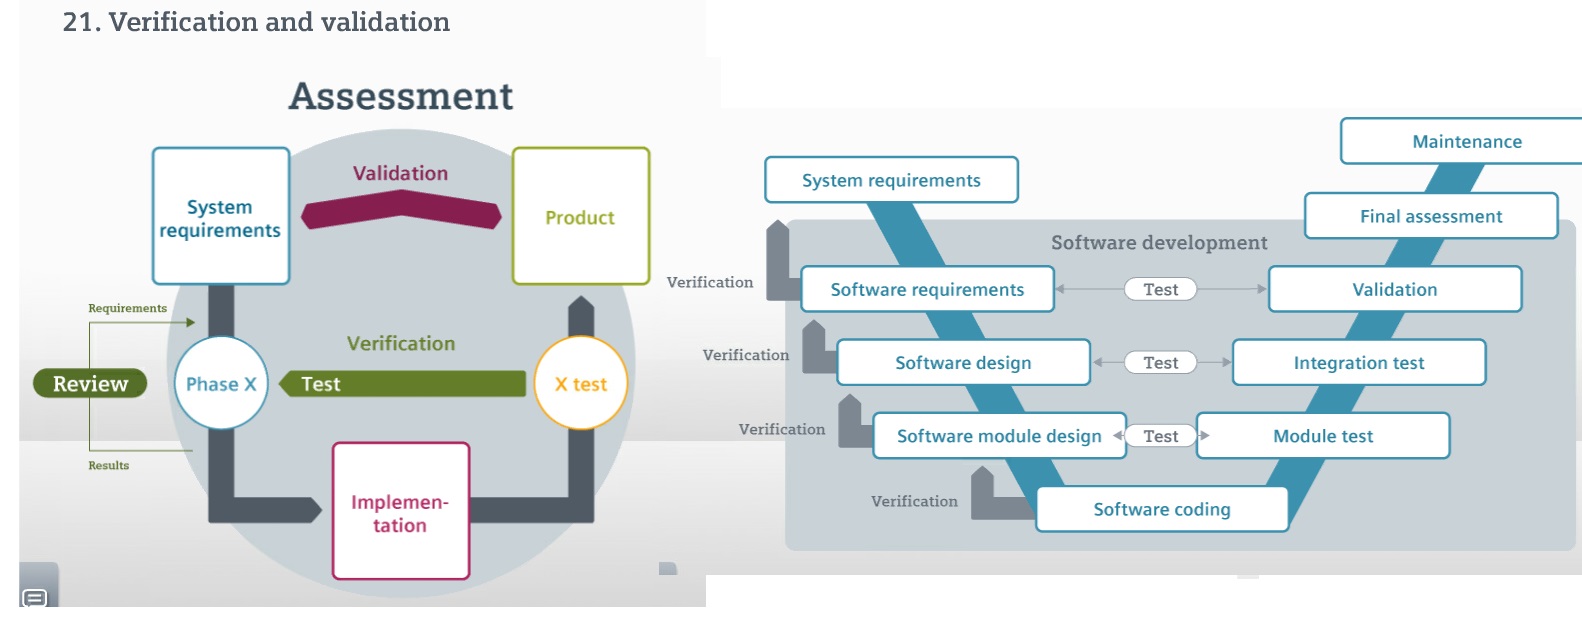 21. Verification and validation
Assessment
System
requirements
Validation
Product
Requirements
Review
Results
Phase X
Verification
Test
X test
Implemen-
tation
System requirements
Maintenance
Final assessment
Software development
Verification
Software requirements
Test
Validation
Verification
Software design
Test
Integration test
Verification
Software module design
Test
Module test
Verification
Software coding